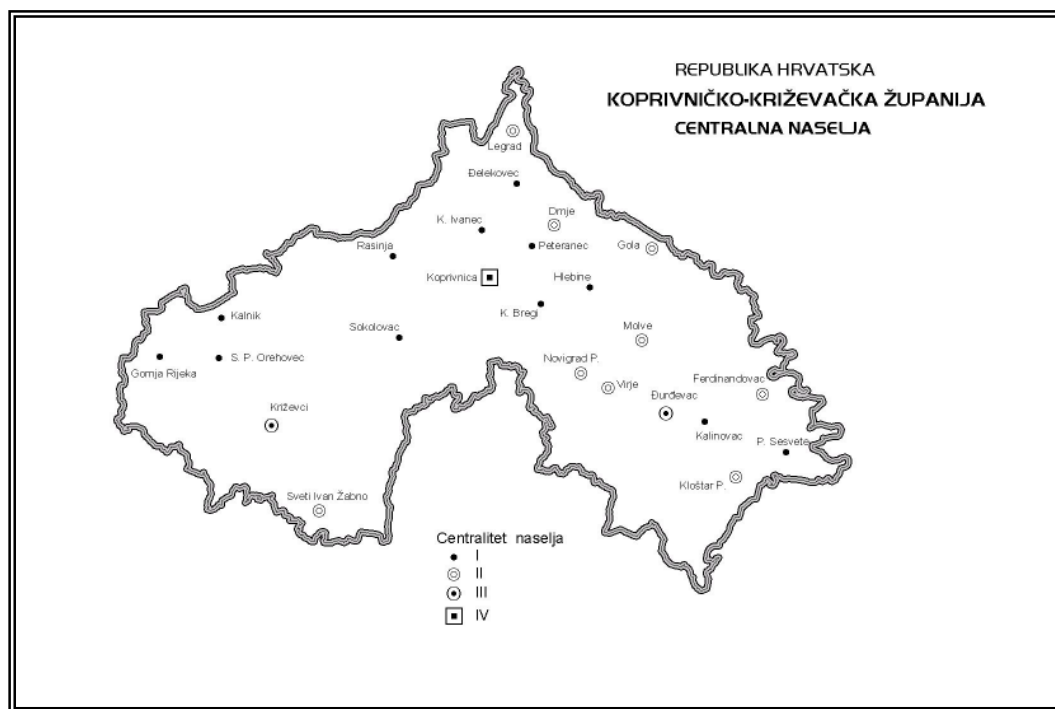 REPUBLIKA HRVATSKA
KOPRIVNIČKO-KRIŽEVAČKA ŽUPANIJA
CENTRALNA NASELJA
Legrad
Đelekovec
Drnje
K. Ivanec
Peteranec
Gola
Rasinja
Koprivnica
Hlebine
K. Bregi
Kalnik
Sokolovac
Molve
S. P. Orehovec
Gornja Rijeka
Novigrad P.
Virje
Ferdinandovac
Đurđevac
Križevci
Kalinovac
P. Sesvete
Kloštar P.
Sveti Ivan Žabno
Centralitet naselja
I
II
III
IV